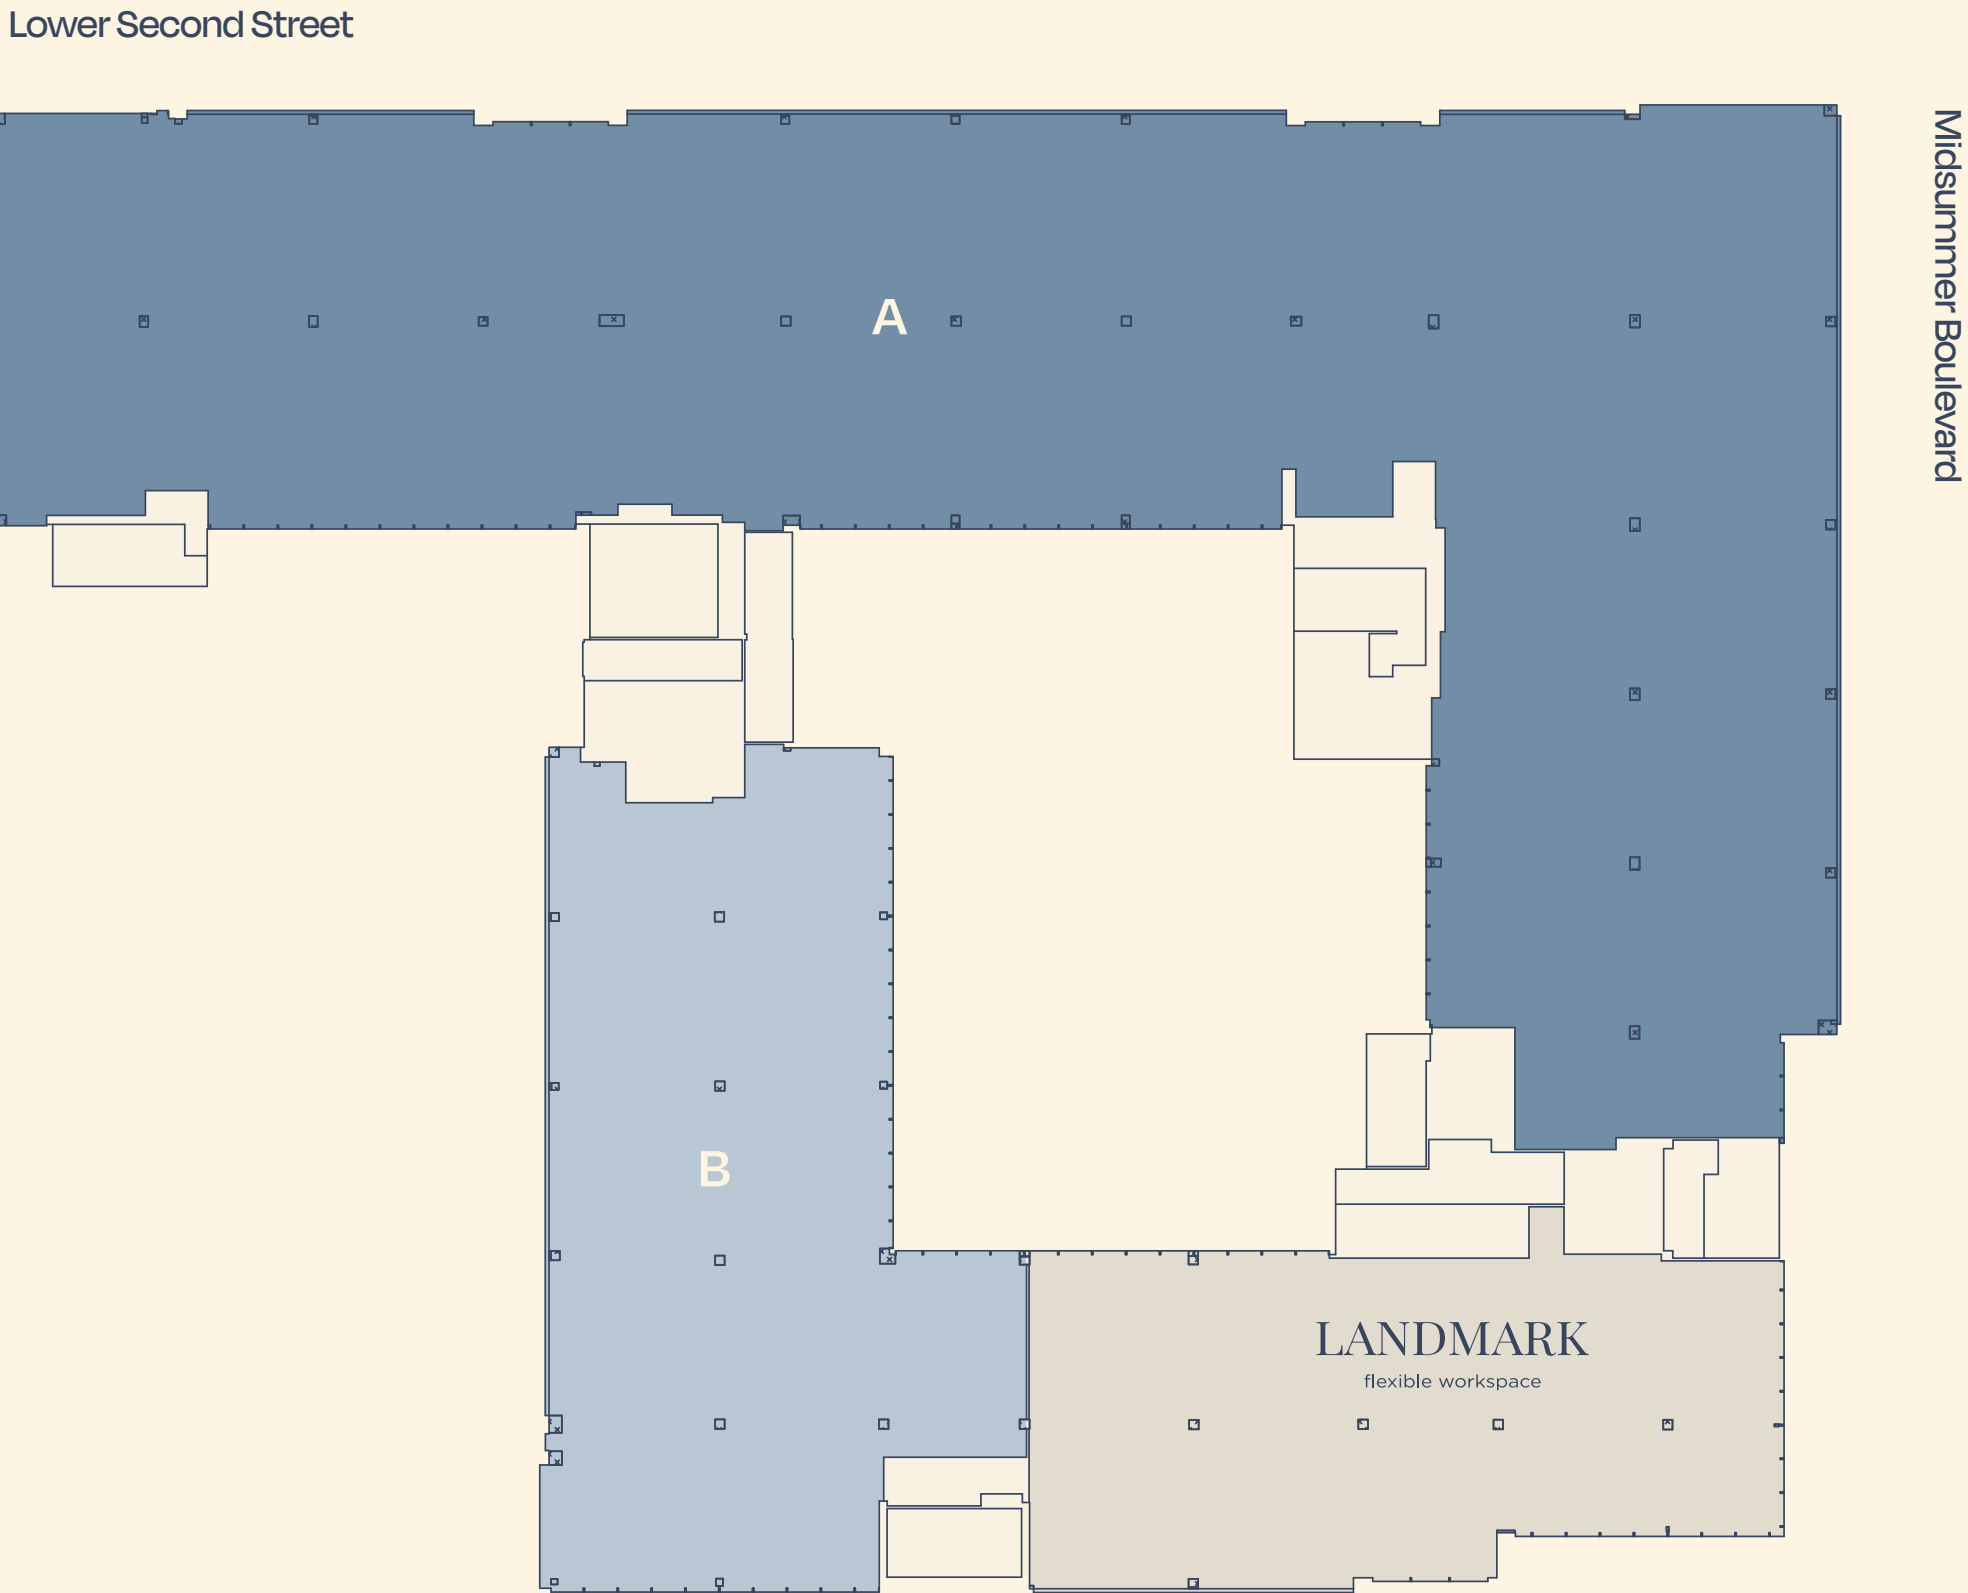 Lower Second Street
Midsummer Boulevard
A
B
LANDMARK
flexible workspace